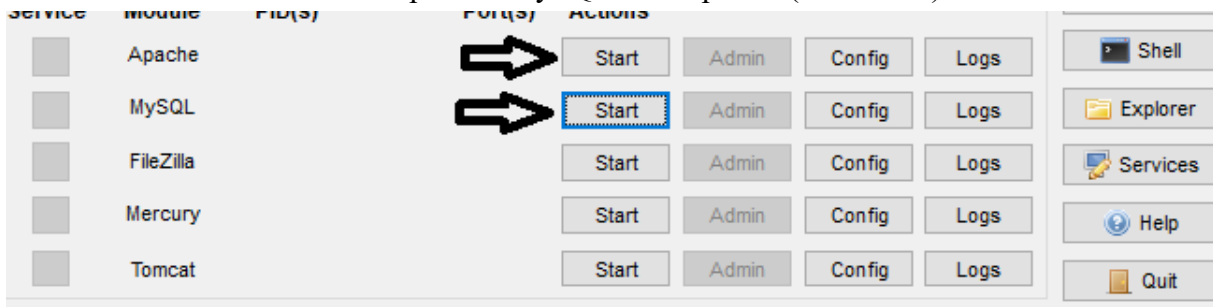 Service Module PID(s) Port(s) Actions
Apache Start Admin Config Logs Shell
MySQL Start Admin Config Logs Explorer
FileZilla Start Admin Config Logs Services
Mercury Start Admin Config Logs Help
Tomcat Start Admin Config Logs Quit